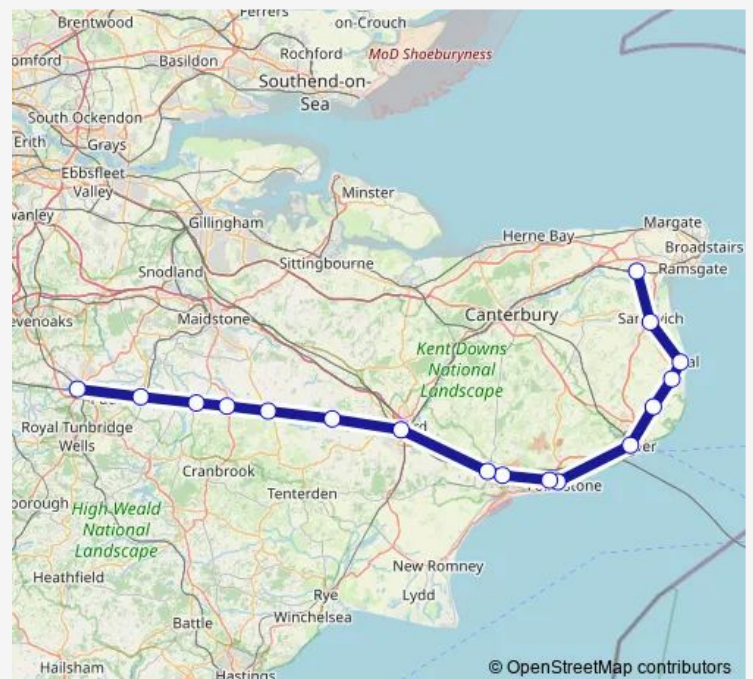 Ferrers
Brentwood
on-Crouch
omford
Basildon
Rochford
MoD Shoeburyness
Southend-on-
Sea
South Ockendon
Erith
Grays
Ebbsfleet
Valley
wanley
Minster
Gillingham
Herne Bay
Margate
Broadstairs
Sittingbourne
Snodland
Ramsgate
evenoaks
Maidstone
Canterbury
Kent Downs
National
Landscape
Royal Tunbridge
Wells
Cranbrook
Tenterden
borough
High Weald
National
Landscape
New Romney
Heathfield
Rye
Lydd
Winchelsea
Battle
Hailsham
Hastings
© OpenStreetMap contributors